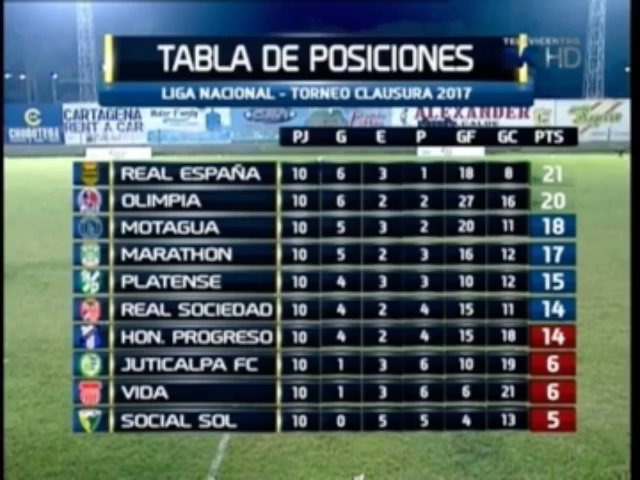 TABLA DE POSICIONES
TELEVICENTRO HD
LIGA NACIONAL - TORNEO CLAUSURA 2017
CARTAGENA
RENT A CAR
ALEXANDER
PJ G E P GF GC PTS
REAL ESPAÑA 10 6 3 1 18 8 21
OLIMPIA 10 6 2 2 27 16 20
MOTAGUA 10 5 3 2 20 11 18
MARATHON 10 5 2 3 16 12 17
PLATENSE 10 4 3 3 10 12 15
REAL SOCIEDAD 10 4 2 4 15 11 14
HON. PROGRESO 10 4 2 4 15 18 14
JUTICALPA FC 10 1 3 6 10 19 6
VIDA 10 1 3 6 6 21 6
SOCIAL SOL 10 0 5 5 4 13 5